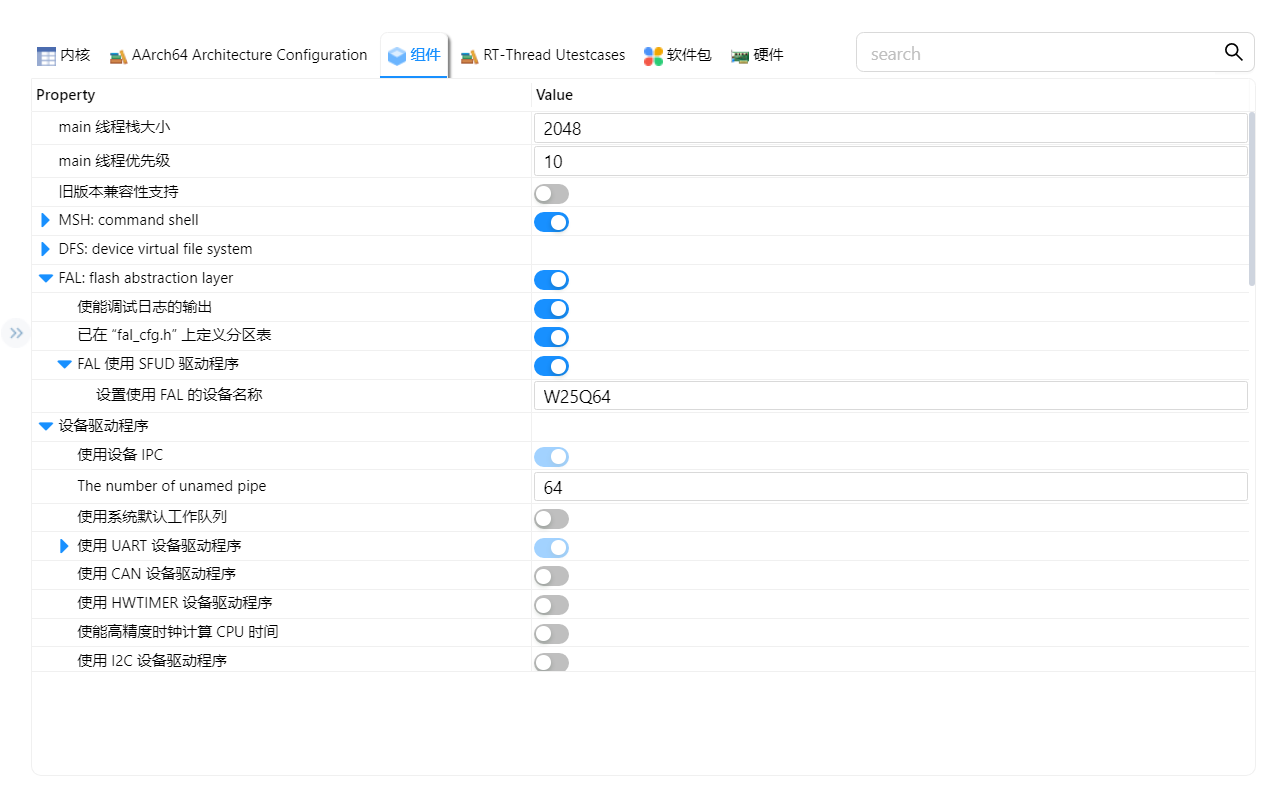 内核 AArch64 Architecture Configuration 组件 RT-Thread Utestcases 软件包 硬件 search
Property Value
main 线程栈大小 2048
main 线程优先级 10
旧版本兼容性支持
MSH: command shell
DFS: device virtual file system
FAL: flash abstraction layer
使能调试日志的输出
已在 “fal_cfg.h” 上定义分区表
FAL 使用 SFUD 驱动程序
设置使用 FAL 的设备名称 W25Q64
设备驱动程序
使用设备 IPC
The number of unamed pipe 64
使用系统默认工作队列
使用 UART 设备驱动程序
使用 CAN 设备驱动程序
使用 HWTIMER 设备驱动程序
使能高精度时钟计算 CPU 时间
使用 I2C 设备驱动程序